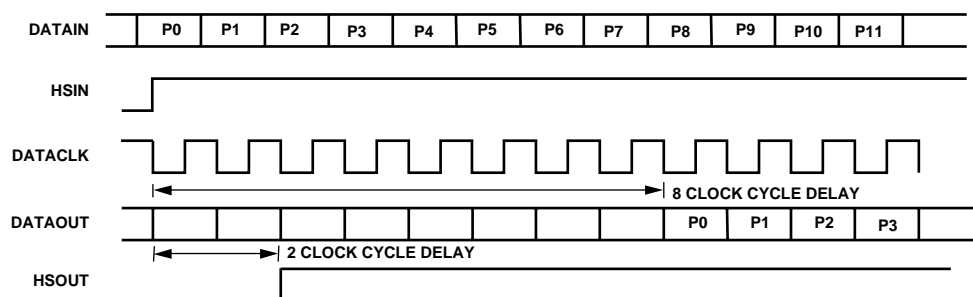 DATAIN P0 P1 P2 P3 P4 P5 P6 P7 P8 P9 P10 P11
HSIN
DATACLK
8 CLOCK CYCLE DELAY
DATAOUT P0 P1 P2 P3
2 CLOCK CYCLE DELAY
HSOUT